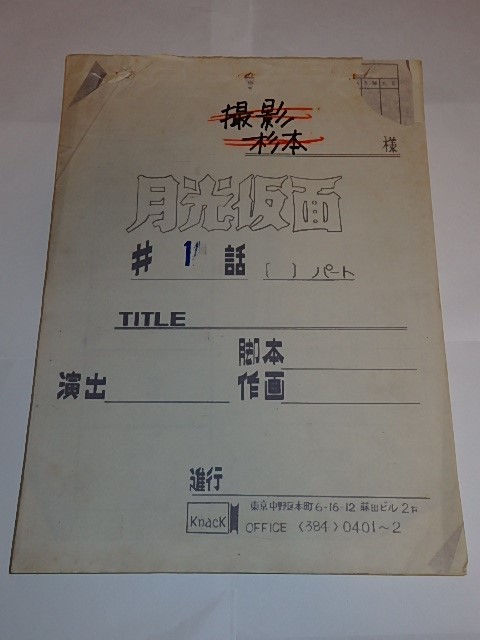 撮影
杉本
様
月光仮面
# 1 話 [ ] パート
TITLE
脚本
演出 作画
進行
KnacK 東京中野区本町6-16-12 藤田ビル2F
OFFICE (384) 0401~2